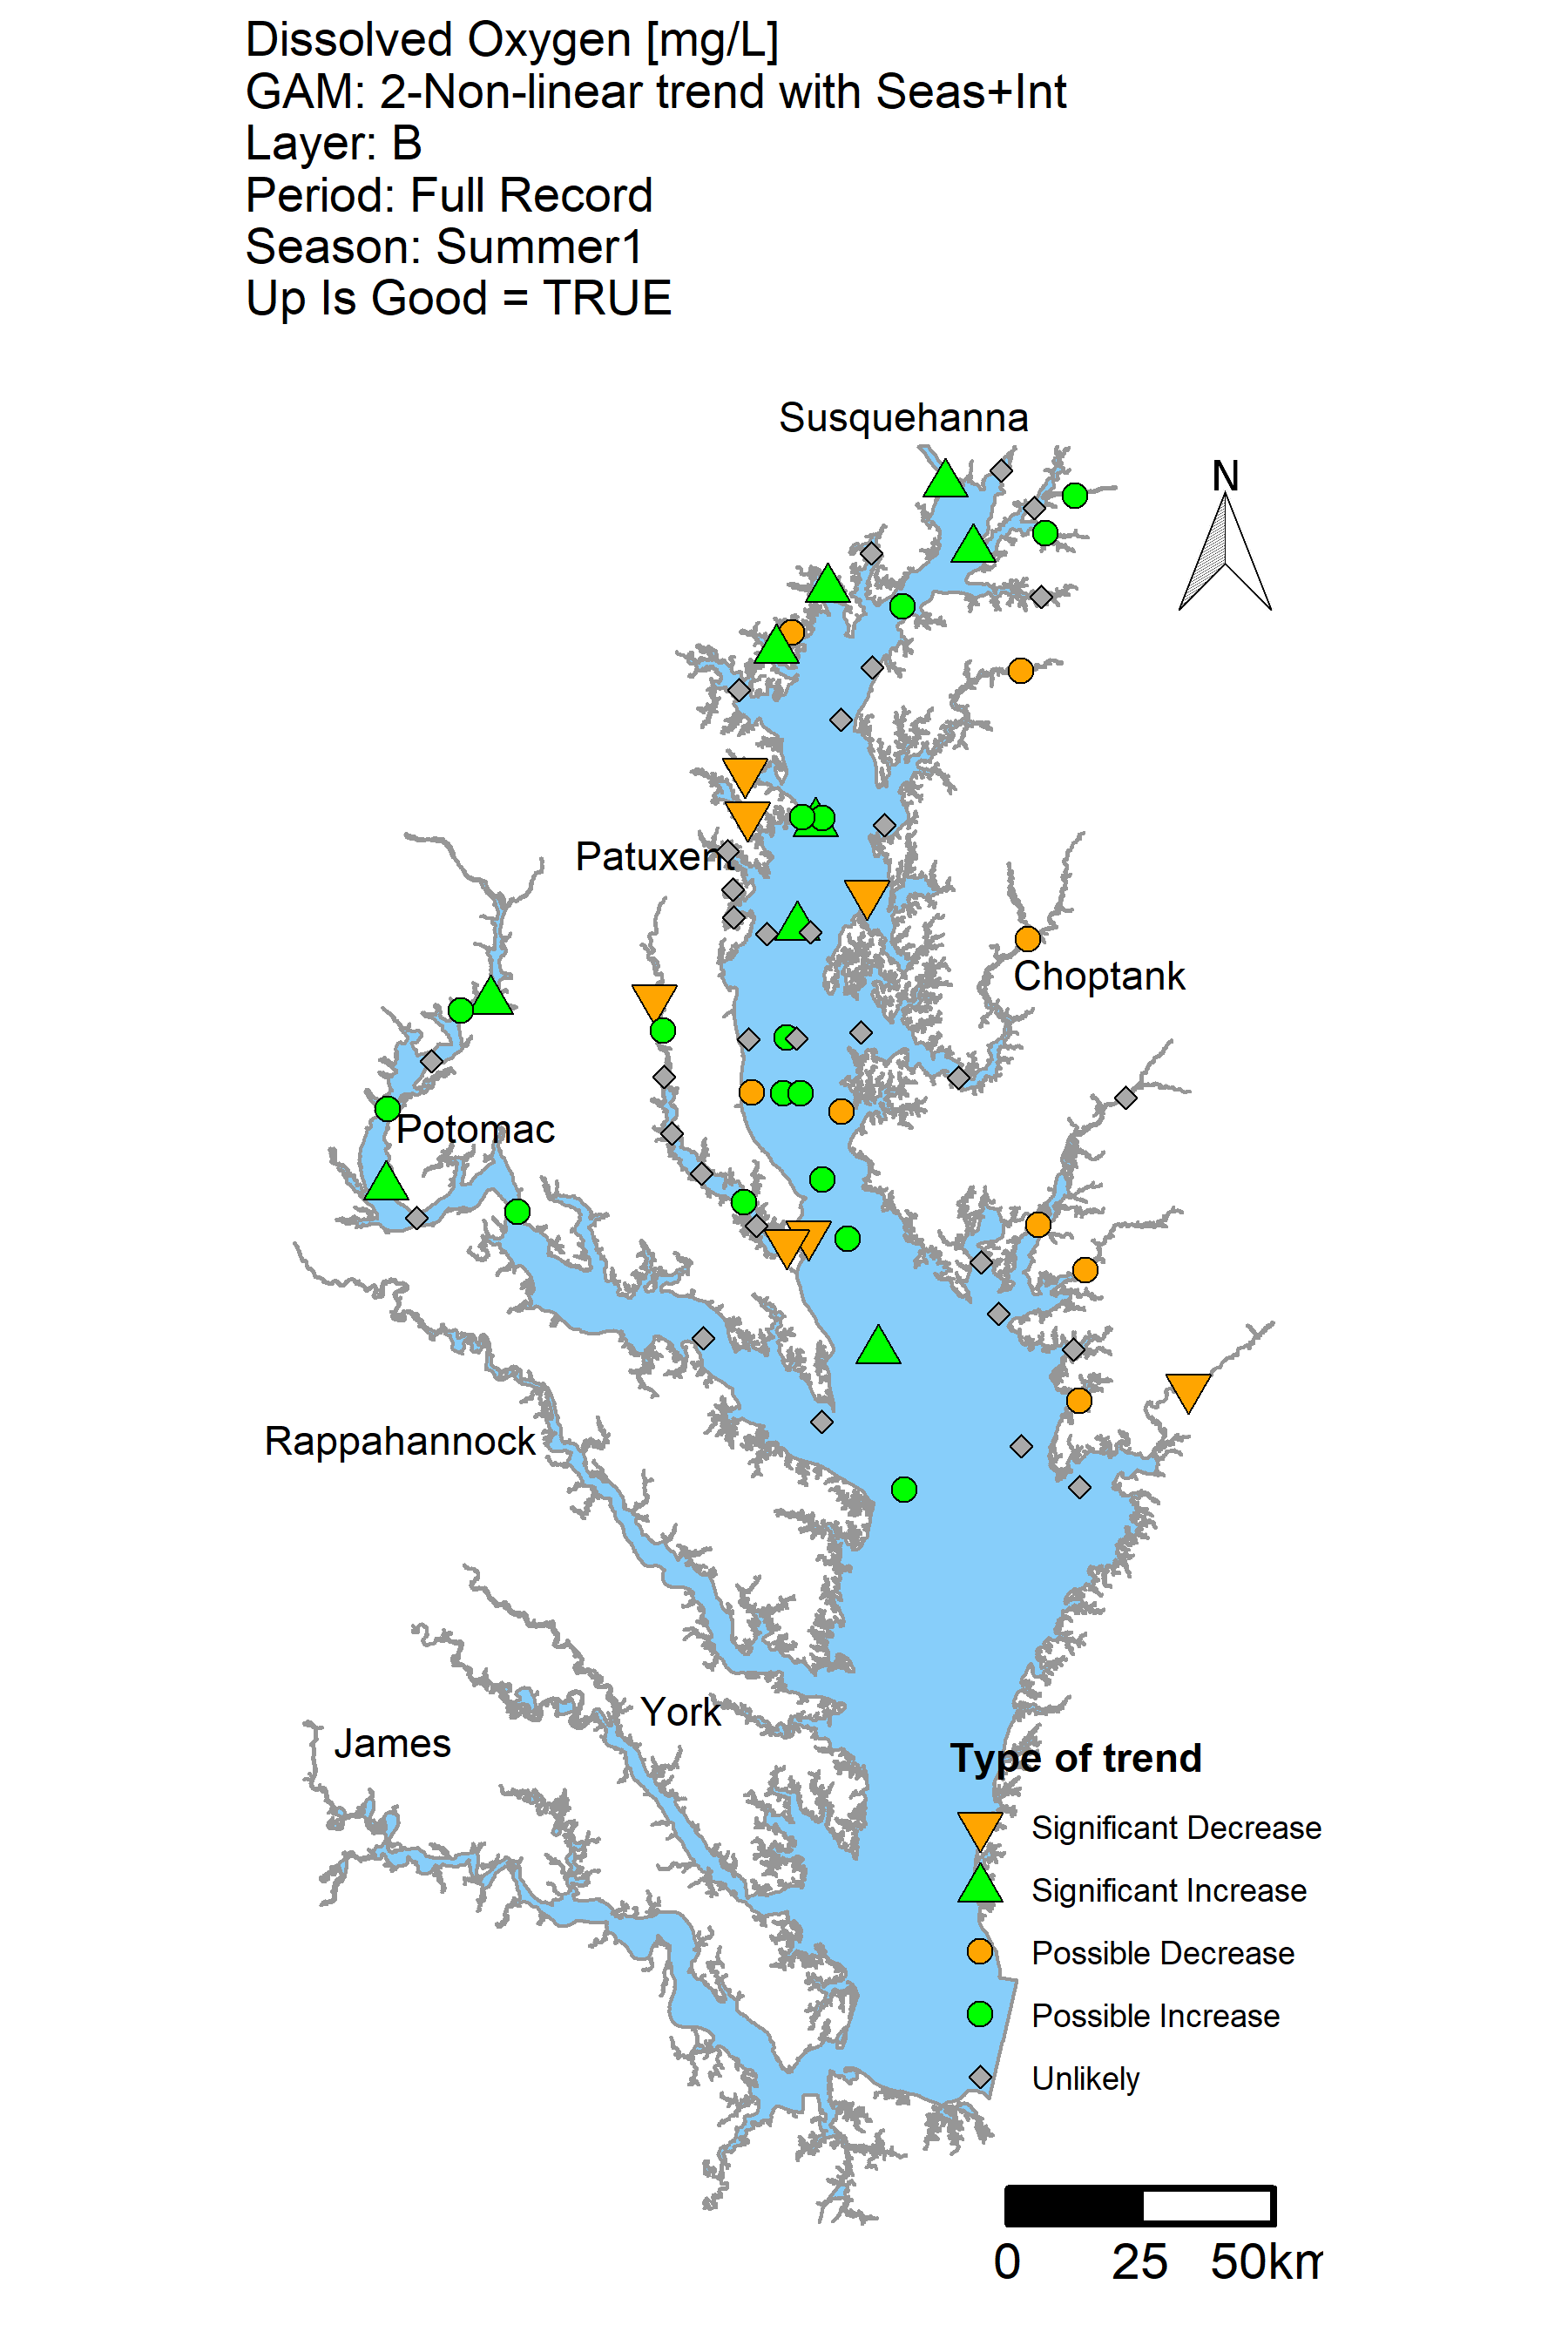 Dissolved Oxygen [mg/L]
GAM: 2-Non-linear trend with Seas+Int
Layer: B
Period: Full Record
Season: Summer1
Up Is Good = TRUE
Susquehanna
N
Patuxent
Choptank
Potomac
Rappahannock
York
James
Type of trend
Significant Decrease
Significant Increase
Possible Decrease
Possible Increase
Unlikely
0 25 50km